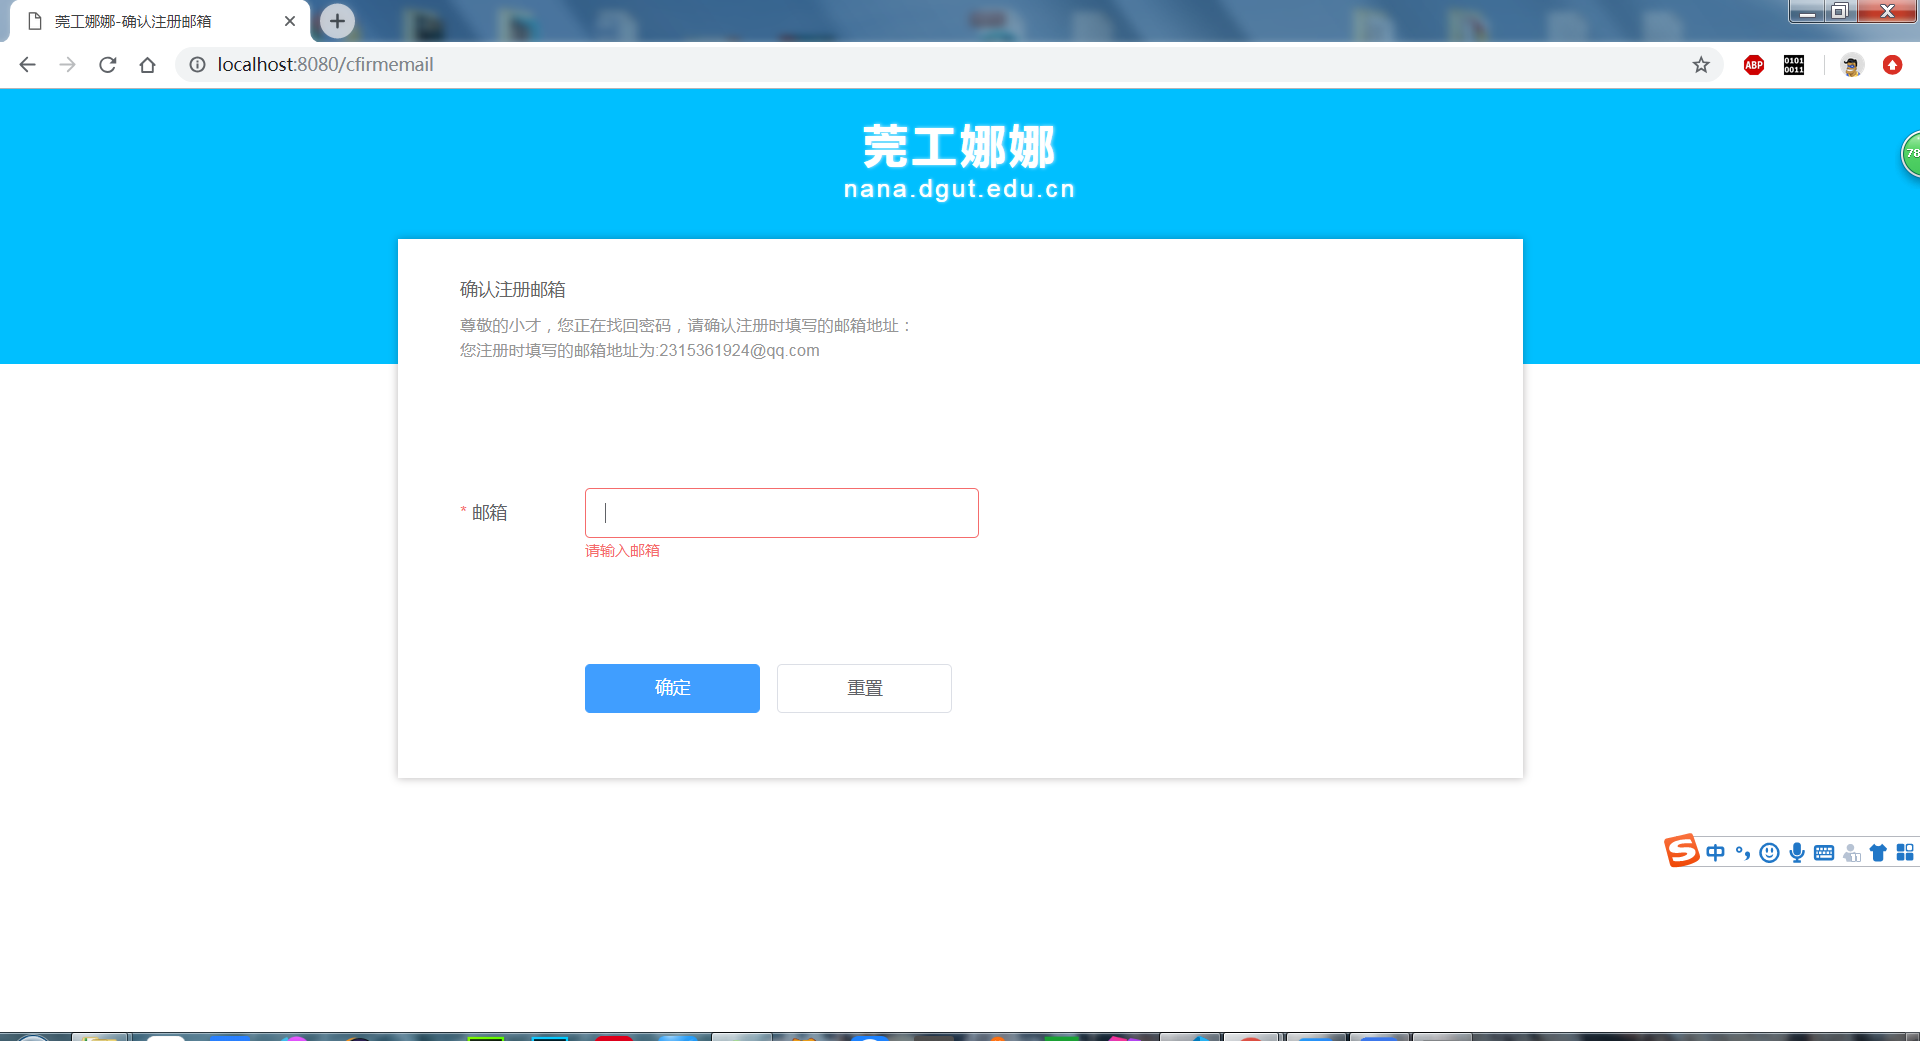 莞工娜娜-确认注册邮箱
localhost:8080/cfirmemail
ABP
0101
0011
莞工娜娜
nana.dgut.edu.cn
78
确认注册邮箱
尊敬的小才，您正在找回密码，请确认注册时填写的邮箱地址：
您注册时填写的邮箱地址为:2315361924@qq.com
* 邮箱
请输入邮箱
确定
重置
S 中